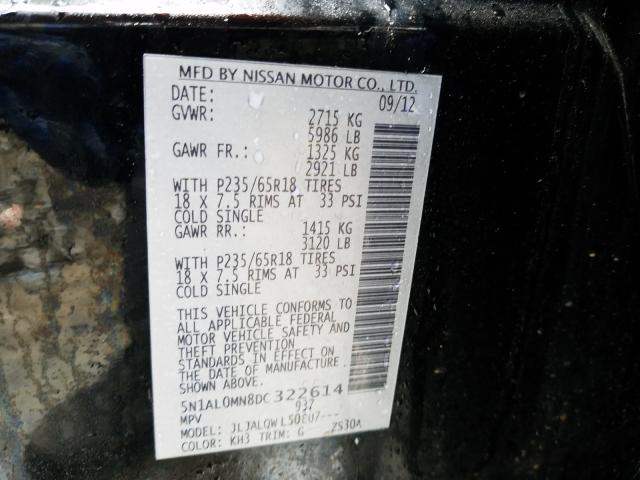 MFD BY NISSAN MOTOR CO., LTD.
DATE: 09/12
GVWR: 2715 KG
5986 LB
GAWR FR.: 1325 KG
2921 LB
WITH P235/65R18 TIRES
18 X 7.5 RIMS AT 33 PSI
COLD SINGLE
GAWR RR.: 1415 KG
3120 LB
WITH P235/65R18 TIRES
18 X 7.5 RIMS AT 33 PSI
COLD SINGLE
THIS VEHICLE CONFORMS TO
ALL APPLICABLE FEDERAL
MOTOR VEHICLE SAFETY AND
THEFT PREVENTION
STANDARDS IN EFFECT ON
THE DATE OF MANUFACTURE.
SHOWN ABOVE.
5N1AL0MN8DC322614
937
MPV
MODEL: JLJALQWL50EU7---
COLOR: KH3 TRIM: G ZS30A